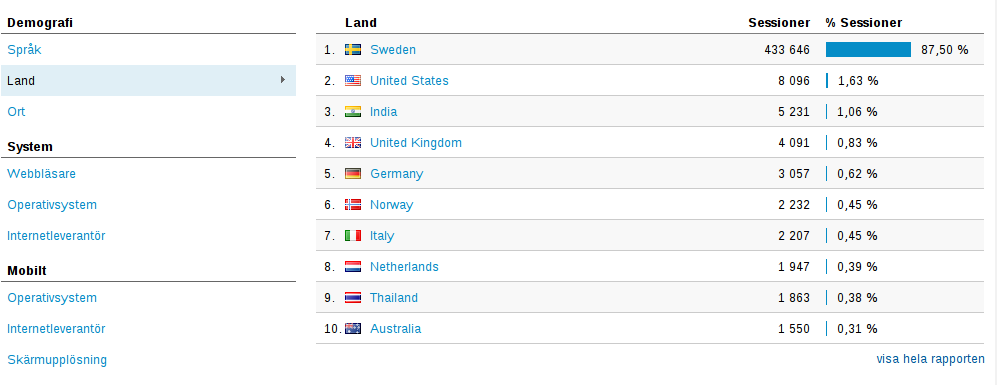 Demografi
Språk
Land
Ort
System
Webbläsare
Operativsystem
Internetleverantör
Mobilt
Operativsystem
Internetleverantör
Skärmupplösning
Land Sessioner % Sessioner
1. Sweden 433 646 87,50 %
2. United States 8 096 1,63 %
3. India 5 231 1,06 %
4. United Kingdom 4 091 0,83 %
5. Germany 3 057 0,62 %
6. Norway 2 232 0,45 %
7. Italy 2 207 0,45 %
8. Netherlands 1 947 0,39 %
9. Thailand 1 863 0,38 %
10. Australia 1 550 0,31 %
visa hela rapporten